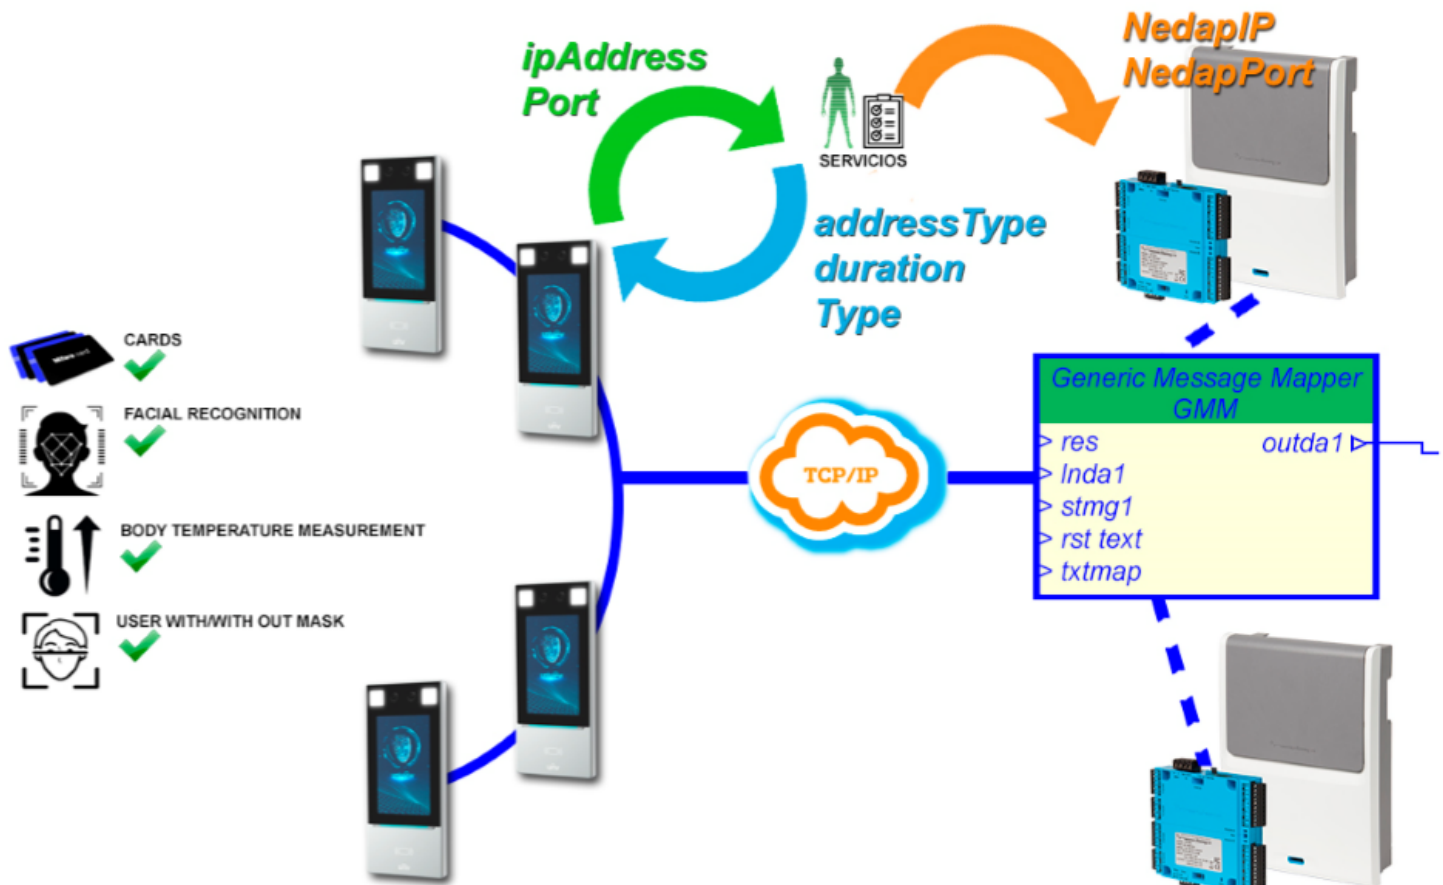 ipAddress
Port
NedapIP
NedapPort
SERVICIOS
addressType
duration
Type
CARDS
FACIAL RECOGNITION
BODY TEMPERATURE MEASUREMENT
USER WITH/WITH OUT MASK
TCP/IP
Generic Message Mapper
GMM
res
outda1
Inda1
stmg1
rst text
txtmap